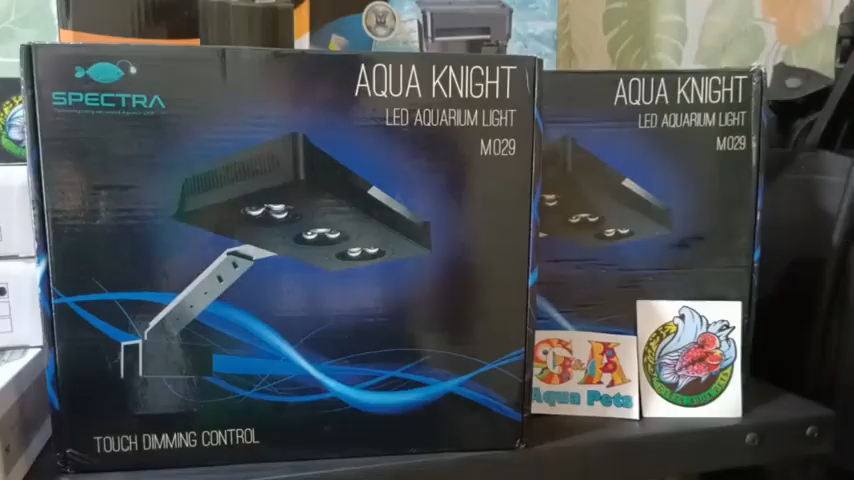 SPECTRA
AQUA KNIGHT
LED AQUARIUM LIGHT
M029
TOUCH DIMMING CONTROL
AQUA KNIGHT
LED AQUARIUM LIGHT
M029
G&A
Aqua Pets